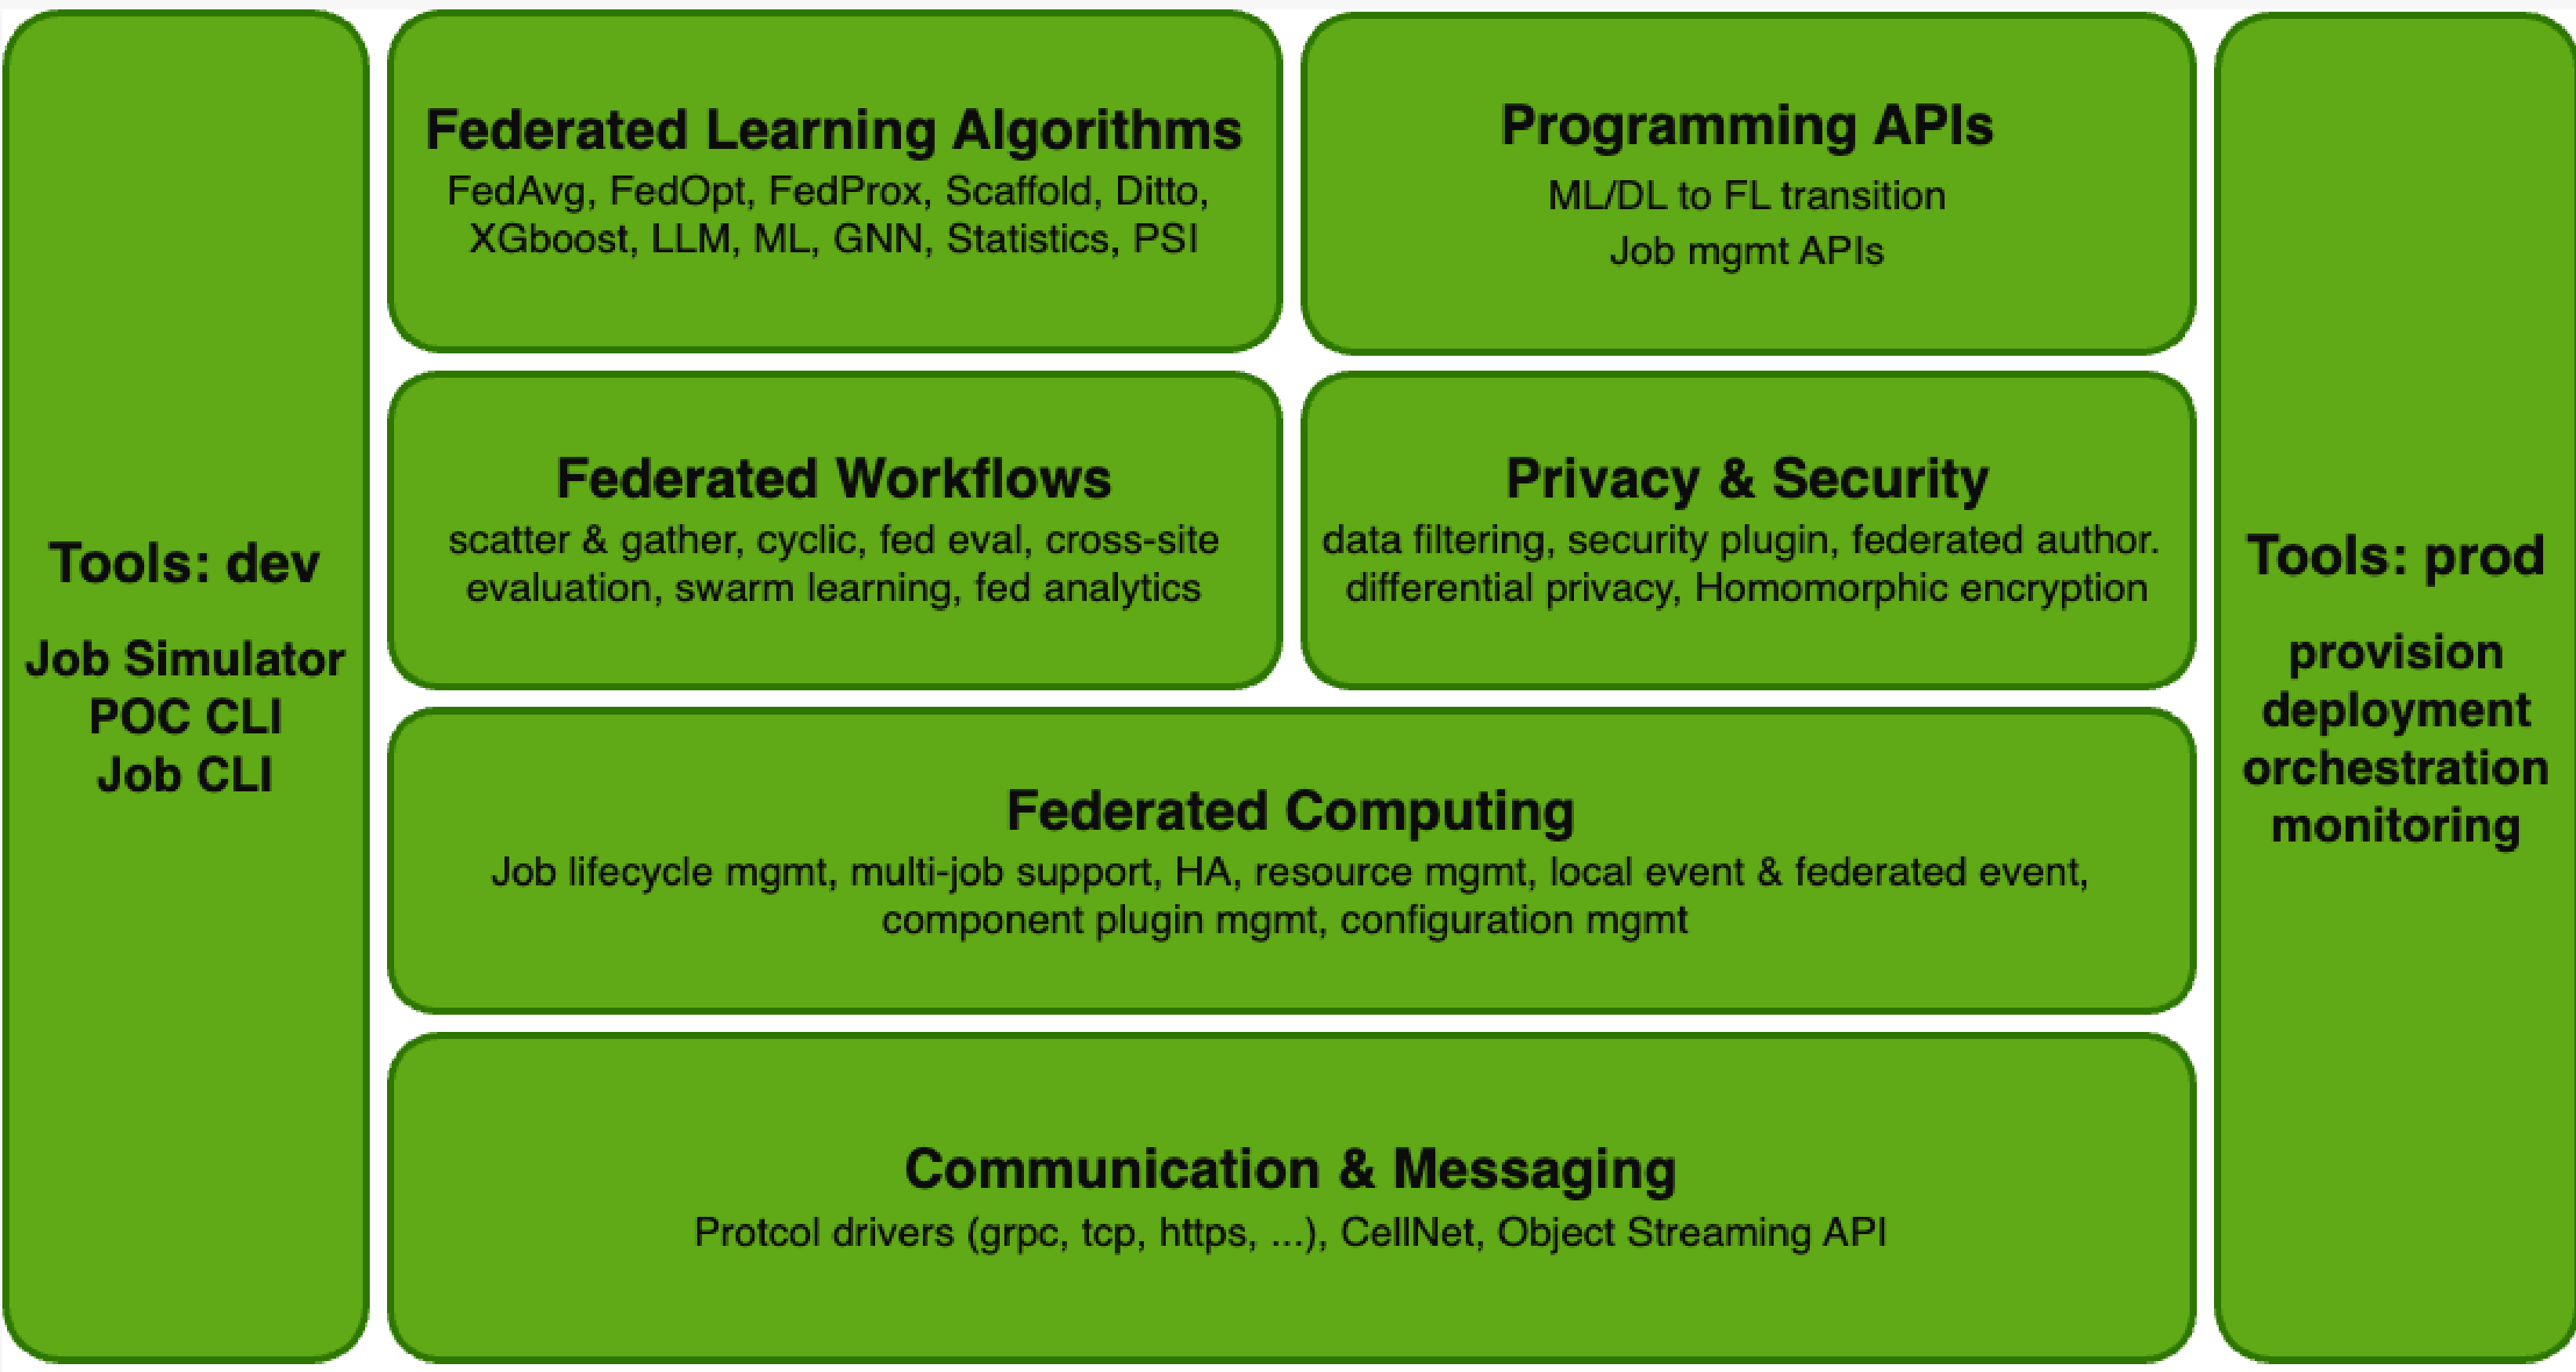 Tools: dev
Job Simulator
POC CLI
Job CLI
Federated Learning Algorithms
FedAvg, FedOpt, FedProx, Scaffold, Ditto,
XGboost, LLM, ML, GNN, Statistics, PSI
Programming APIs
ML/DL to FL transition
Job mgmt APIs
Federated Workflows
scatter & gather, cyclic, fed eval, cross-site
evaluation, swarm learning, fed analytics
Privacy & Security
data filtering, security plugin, federated author.
differential privacy, Homomorphic encryption
Federated Computing
Job lifecycle mgmt, multi-job support, HA, resource mgmt, local event & federated event,
component plugin mgmt, configuration mgmt
Communication & Messaging
Protcol drivers (grpc, tcp, https, ...), CellNet, Object Streaming API
Tools: prod
provision
deployment
orchestration
monitoring